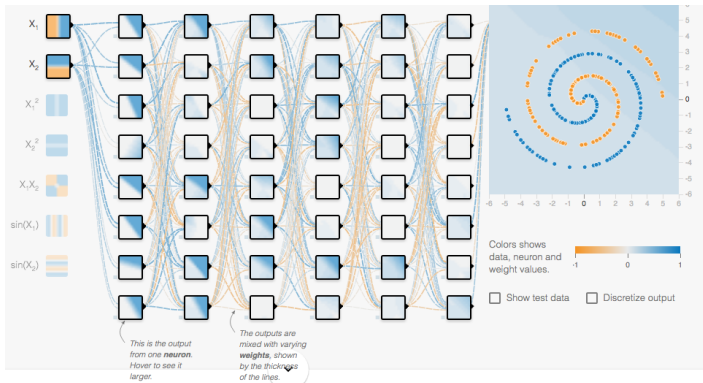 X₁
X₂
X₁²
X₂²
X₁X₂
sin(X₁)
sin(X₂)
This is the output
from one neuron.
Hover to see it
larger.
The outputs are
mixed with varying
weights, shown
by the thickness
of the lines.
6
5
4
3
2
1
0
-1
-2
-3
-4
-5
-6
-6 -5 -4 -3 -2 -1 0 1 2 3 4 5 6
Colors shows
data, neuron and
weight values.
-1 0 1
Show test data
Discretize output